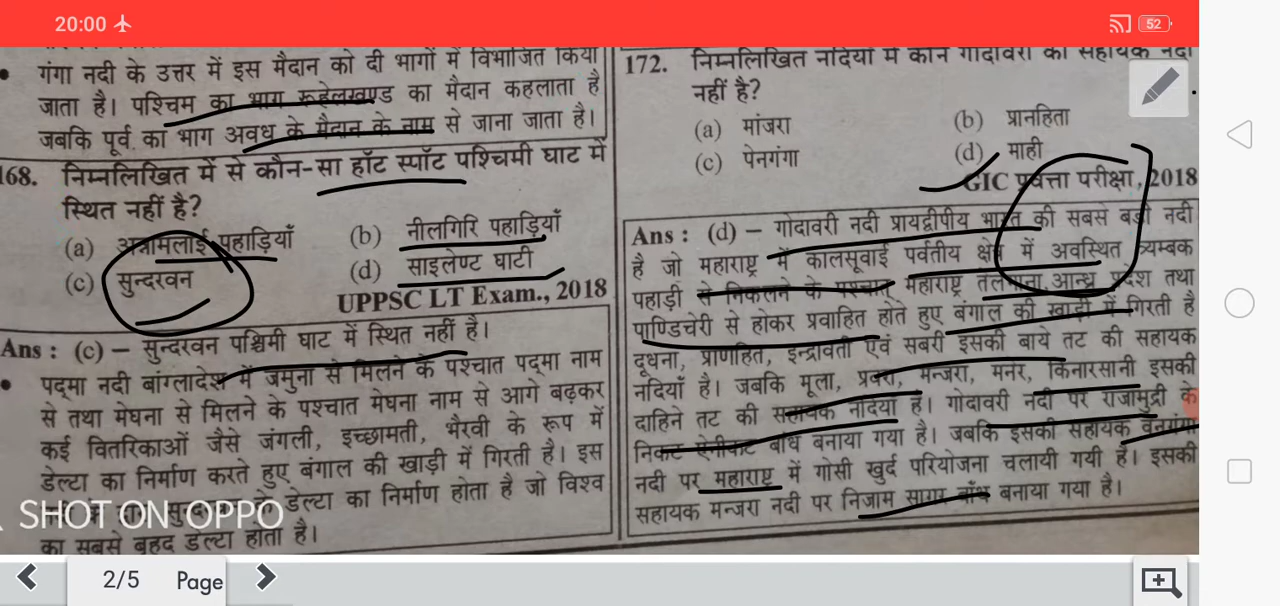 20:00
52
गंगा नदी के उत्तर में इस मैदान को दी भागों में विभाजित किया
जाता है। पश्चिम का भाग रूहेलखण्ड का मैदान कहलाता है
जबकि पूर्व का भाग अवध के मैदान के नाम से जाना जाता है।
168. निम्नलिखित में से कौन-सा हॉट स्पॉट पश्चिमी घाट में
स्थित नहीं है?
(a) अन्नामलाई पहाड़ियाँ (b) नीलगिरि पहाड़ियाँ
(c) सुन्दरवन (d) साइलेण्ट घाटी
UPPSC LT Exam., 2018
Ans : (c) – सुन्दरवन पश्चिमी घाट में स्थित नहीं है।
पद्मा नदी बांग्लादेश में जमुना से मिलने के पश्चात पद्मा नाम
से तथा मेघना से मिलने के पश्चात मेघना नाम से आगे बढ़कर
कई वितरिकाओं जैसे जंगली, इच्छामती, भैरवी के रूप में
डेल्टा का निर्माण करते हुए बंगाल की खाड़ी में गिरती है। इस
डेल्टा का निर्माण होता है जो विश्व
का सबसे बृहद डेल्टा होता है।
SHOT ON OPPO
172. निम्नलिखित नदियों में कौन गोदावरी की सहायक नदी
नहीं है?
(a) मांजरा (b) प्रानहिता
(c) पेनगंगा (d) माही
GIC प्रवक्ता परीक्षा, 2018
Ans : (d) – गोदावरी नदी प्रायद्वीपीय भारत की सबसे बड़ी नदी
है जो महाराष्ट्र में कालसूवाई पर्वतीय क्षेत्र में अवस्थित त्र्यम्बक
पहाड़ी से निकलने के पश्चात् महाराष्ट्र तेलंगाना, आन्ध्र प्रदेश तथा
पाण्डिचेरी से होकर प्रवाहित होते हुए बंगाल की खाड़ी में गिरती है
दूधना, प्राणहित, इन्द्रावती एवं सबरी इसकी बाये तट की सहायक
नदियाँ है। जबकि मूला, प्रवरा, मन्जरा, मनेर, किनारसानी इसकी
दाहिने तट की सहायक नदियाँ है। गोदावरी नदी पर राजामुद्री के
निकट ऐनीकट बाँध बनाया गया है। जबकि इसकी सहायक वेनगंगा
नदी पर महाराष्ट्र में गोसी खुर्द परियोजना चलायी गयी है। इसकी
सहायक मन्जरा नदी पर निजाम सागर बाँध बनाया गया है।
2/5 Page